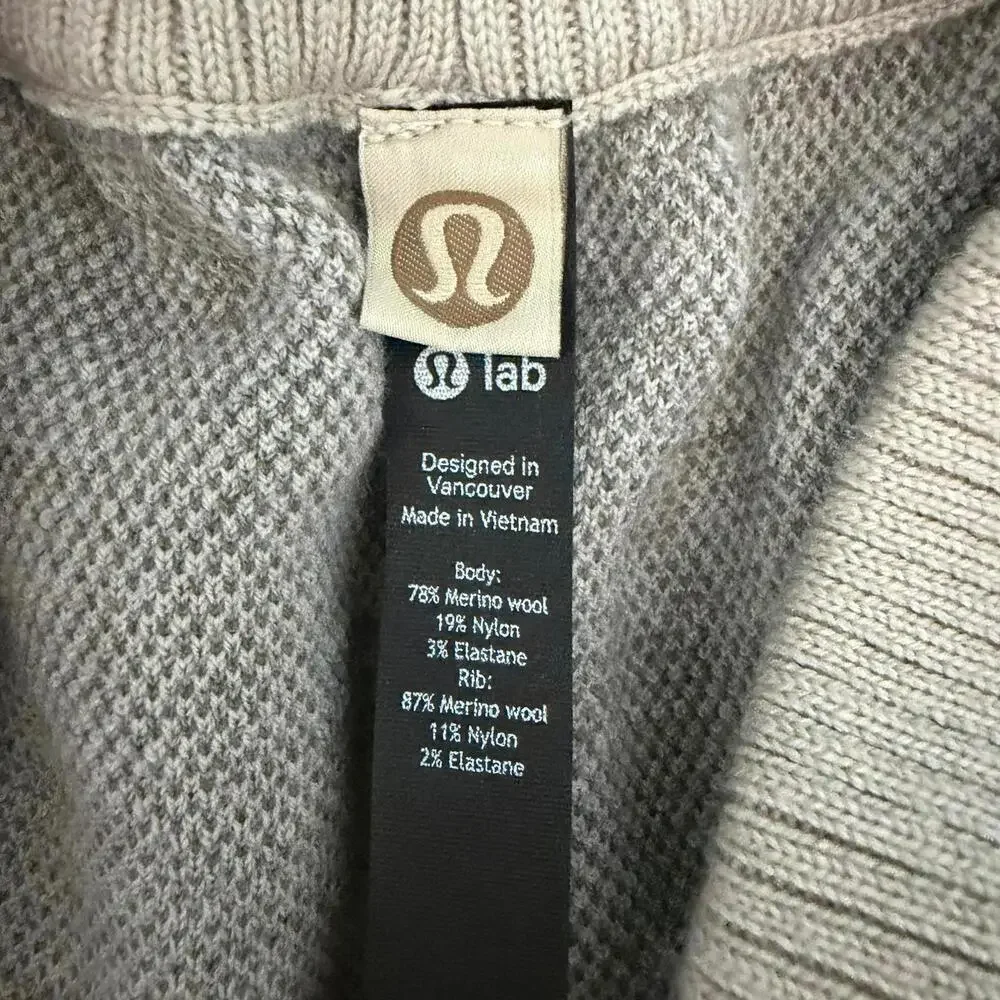 lab
Designed in
Vancouver
Made in Vietnam
Body:
78% Merino wool
19% Nylon
3% Elastane
Rib:
87% Merino wool
11% Nylon
2% Elastane